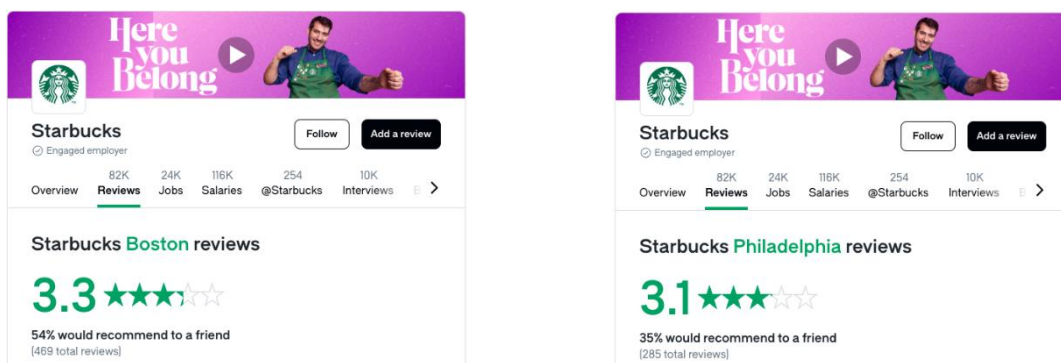 Here
you
Belong
Starbucks
Engaged employer
Follow
Add a review
Overview
82K
Reviews
24K
Jobs
116K
Salaries
254
@Starbucks
10K
Interviews
Starbucks Boston reviews
3.3
54% would recommend to a friend
(469 total reviews)
Here
you
Belong
Starbucks
Engaged employer
Follow
Add a review
Overview
82K
Reviews
24K
Jobs
116K
Salaries
254
@Starbucks
10K
Interviews
Starbucks Philadelphia reviews
3.1
35% would recommend to a friend
(285 total reviews)